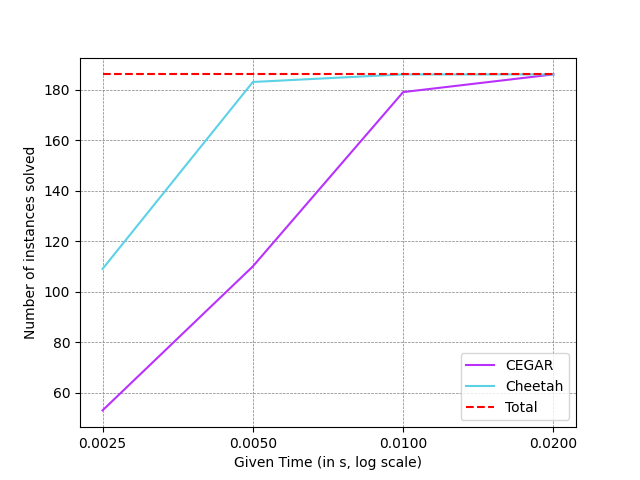 Number of instances solved
180
160
140
120
100
80
60
0.0025 0.0050 0.0100 0.0200
Given Time (in s, log scale)
CEGAR
Cheetah
Total